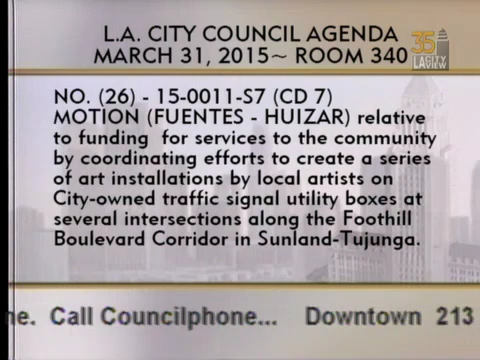 L.A. CITY COUNCIL AGENDA
MARCH 31, 2015~ ROOM 340
35
LACITY
VIEW
NO. (26) - 15-0011-S7 (CD 7)
MOTION (FUENTES - HUIZAR) relative
to funding for services to the community
by coordinating efforts to create a series
of art installations by local artists on
City-owned traffic signal utility boxes at
several intersections along the Foothill
Boulevard Corridor in Sunland-Tujunga.
ne. Call Councilphone... Downtown 213